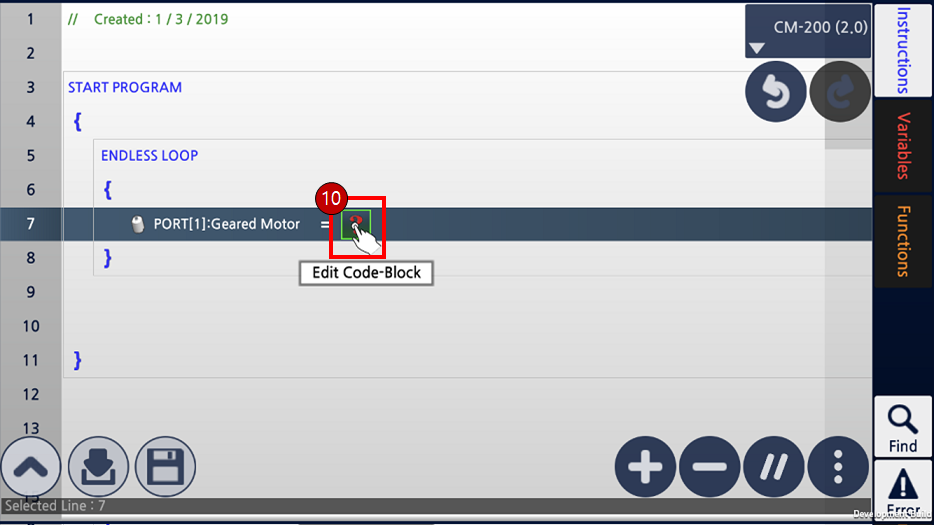 1 // Created : 1 / 3 / 2019
CM-200 (2.0)
Instructions
2
3 START PROGRAM
4 {
Variables
5 ENDLESS LOOP
6 {
10
7 PORT[1]:Geared Motor = ?
Functions
8 }
Edit Code-Block
9
10
11 }
12
13
Find
15
Selected Line : 7
Error
Development Build